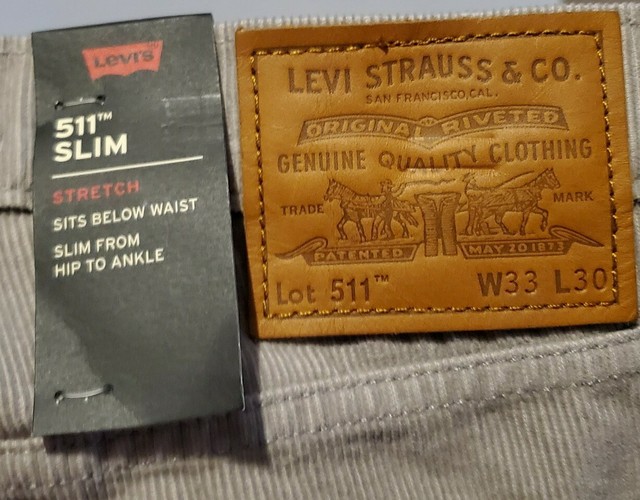 Levi's
511™
SLIM
STRETCH
SITS BELOW WAIST
SLIM FROM
HIP TO ANKLE
LEVI STRAUSS & CO.
SAN FRANCISCO, CAL.
ORIGINAL RIVETED
GENUINE QUALITY CLOTHING
TRADE MARK
PATENTED MAY 20 1873
Lot 511™ W33 L30